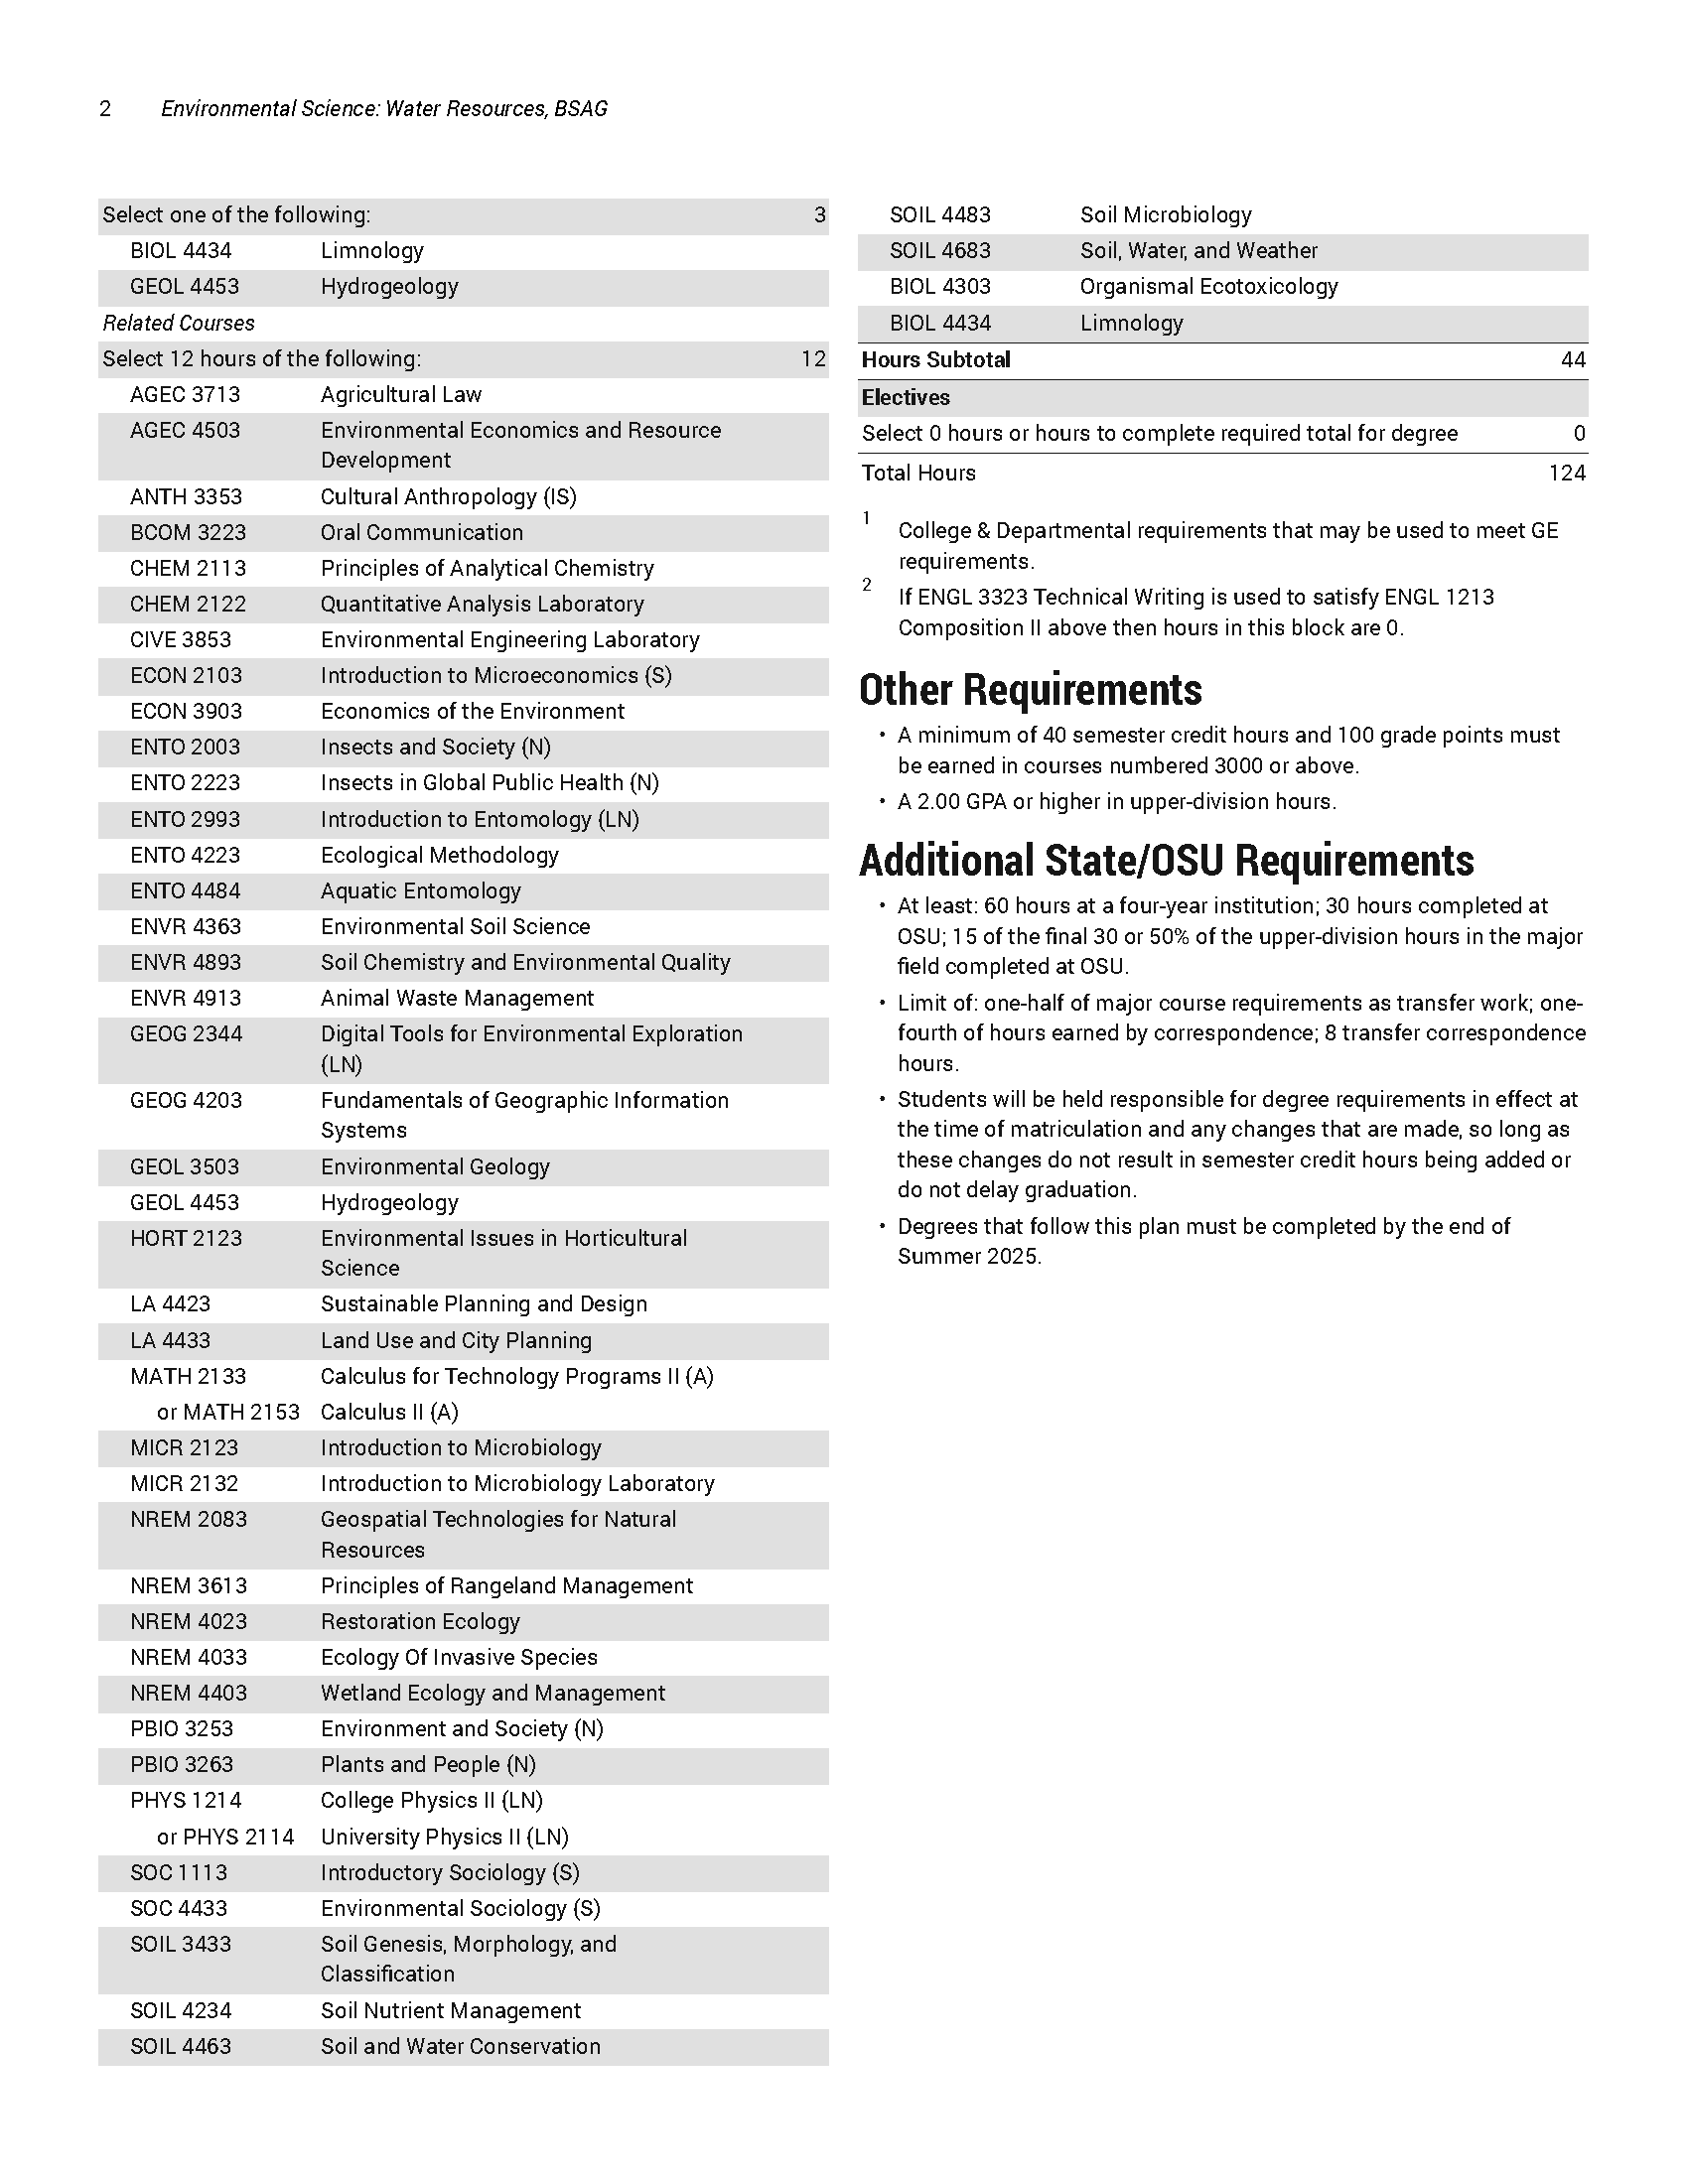 2 Environmental Science: Water Resources, BSAG
Select one of the following: 3
BIOL 4434 Limnology
GEOL 4453 Hydrogeology
Related Courses
Select 12 hours of the following: 12
AGEC 3713 Agricultural Law
AGEC 4503 Environmental Economics and Resource
Development
ANTH 3353 Cultural Anthropology (IS)
BCOM 3223 Oral Communication
CHEM 2113 Principles of Analytical Chemistry
CHEM 2122 Quantitative Analysis Laboratory
CIVE 3853 Environmental Engineering Laboratory
ECON 2103 Introduction to Microeconomics (S)
ECON 3903 Economics of the Environment
ENTO 2003 Insects and Society (N)
ENTO 2223 Insects in Global Public Health (N)
ENTO 2993 Introduction to Entomology (LN)
ENTO 4223 Ecological Methodology
ENTO 4484 Aquatic Entomology
ENVR 4363 Environmental Soil Science
ENVR 4893 Soil Chemistry and Environmental Quality
ENVR 4913 Animal Waste Management
GEOG 2344 Digital Tools for Environmental Exploration
(LN)
GEOG 4203 Fundamentals of Geographic Information
Systems
GEOL 3503 Environmental Geology
GEOL 4453 Hydrogeology
HORT 2123 Environmental Issues in Horticultural
Science
LA 4423 Sustainable Planning and Design
LA 4433 Land Use and City Planning
MATH 2133 Calculus for Technology Programs II (A)
or MATH 2153 Calculus II (A)
MICR 2123 Introduction to Microbiology
MICR 2132 Introduction to Microbiology Laboratory
NREM 2083 Geospatial Technologies for Natural
Resources
NREM 3613 Principles of Rangeland Management
NREM 4023 Restoration Ecology
NREM 4033 Ecology Of Invasive Species
NREM 4403 Wetland Ecology and Management
PBIO 3253 Environment and Society (N)
PBIO 3263 Plants and People (N)
PHYS 1214 College Physics II (LN)
or PHYS 2114 University Physics II (LN)
SOC 1113 Introductory Sociology (S)
SOC 4433 Environmental Sociology (S)
SOIL 3433 Soil Genesis, Morphology, and
Classification
SOIL 4234 Soil Nutrient Management
SOIL 4463 Soil and Water Conservation
SOIL 4483 Soil Microbiology
SOIL 4683 Soil, Water, and Weather
BIOL 4303 Organismal Ecotoxicology
BIOL 4434 Limnology
Hours Subtotal 44
Electives
Select 0 hours or hours to complete required total for degree 0
Total Hours 124
1 College & Departmental requirements that may be used to meet GE
requirements.
2 If ENGL 3323 Technical Writing is used to satisfy ENGL 1213
Composition II above then hours in this block are 0.
Other Requirements
• A minimum of 40 semester credit hours and 100 grade points must
be earned in courses numbered 3000 or above.
• A 2.00 GPA or higher in upper-division hours.
Additional State/OSU Requirements
• At least: 60 hours at a four-year institution; 30 hours completed at
OSU; 15 of the final 30 or 50% of the upper-division hours in the major
field completed at OSU.
• Limit of: one-half of major course requirements as transfer work; one-
fourth of hours earned by correspondence; 8 transfer correspondence
hours.
• Students will be held responsible for degree requirements in effect at
the time of matriculation and any changes that are made, so long as
these changes do not result in semester credit hours being added or
do not delay graduation.
• Degrees that follow this plan must be completed by the end of
Summer 2025.